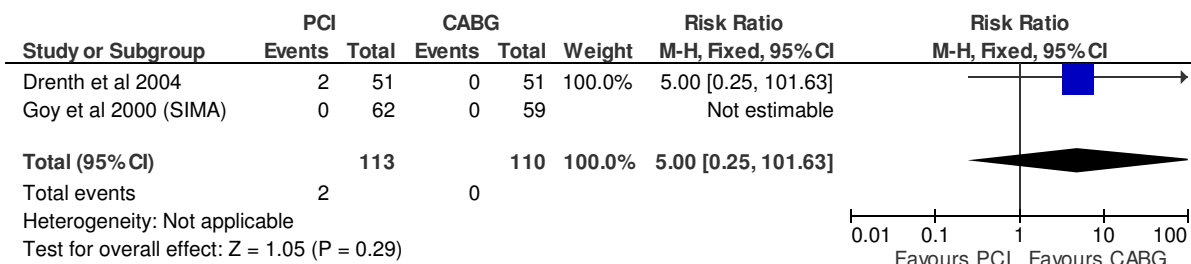 PCI CABG Risk Ratio Risk Ratio
Study or Subgroup Events Total Events Total Weight M-H, Fixed, 95% CI M-H, Fixed, 95% CI
Drenth et al 2004 2 51 0 51 100.0% 5.00 [0.25, 101.63]
Goy et al 2000 (SIMA) 0 62 0 59 Not estimable
Total (95% CI) 113 110 100.0% 5.00 [0.25, 101.63]
Total events 2 0
Heterogeneity: Not applicable
Test for overall effect: Z = 1.05 (P = 0.29)
0.01 0.1 1 10 100
Favours PCI Favours CABG